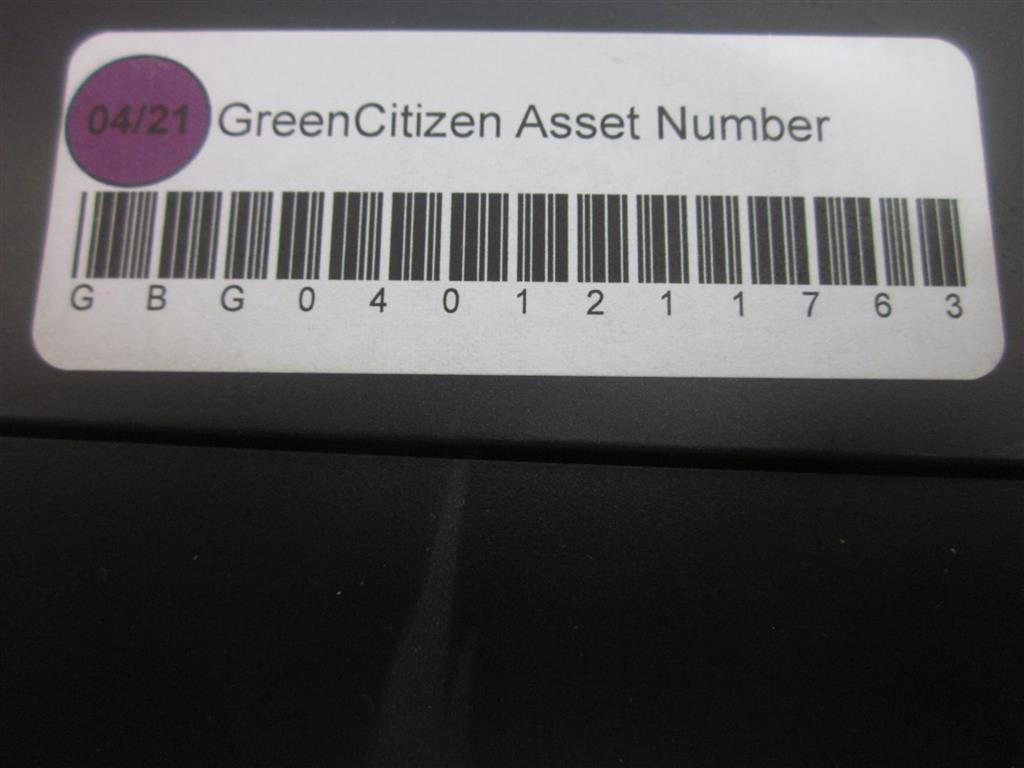 04/21 GreenCitizen Asset Number
G B G 0 4 0 1 2 1 1 7 6 3